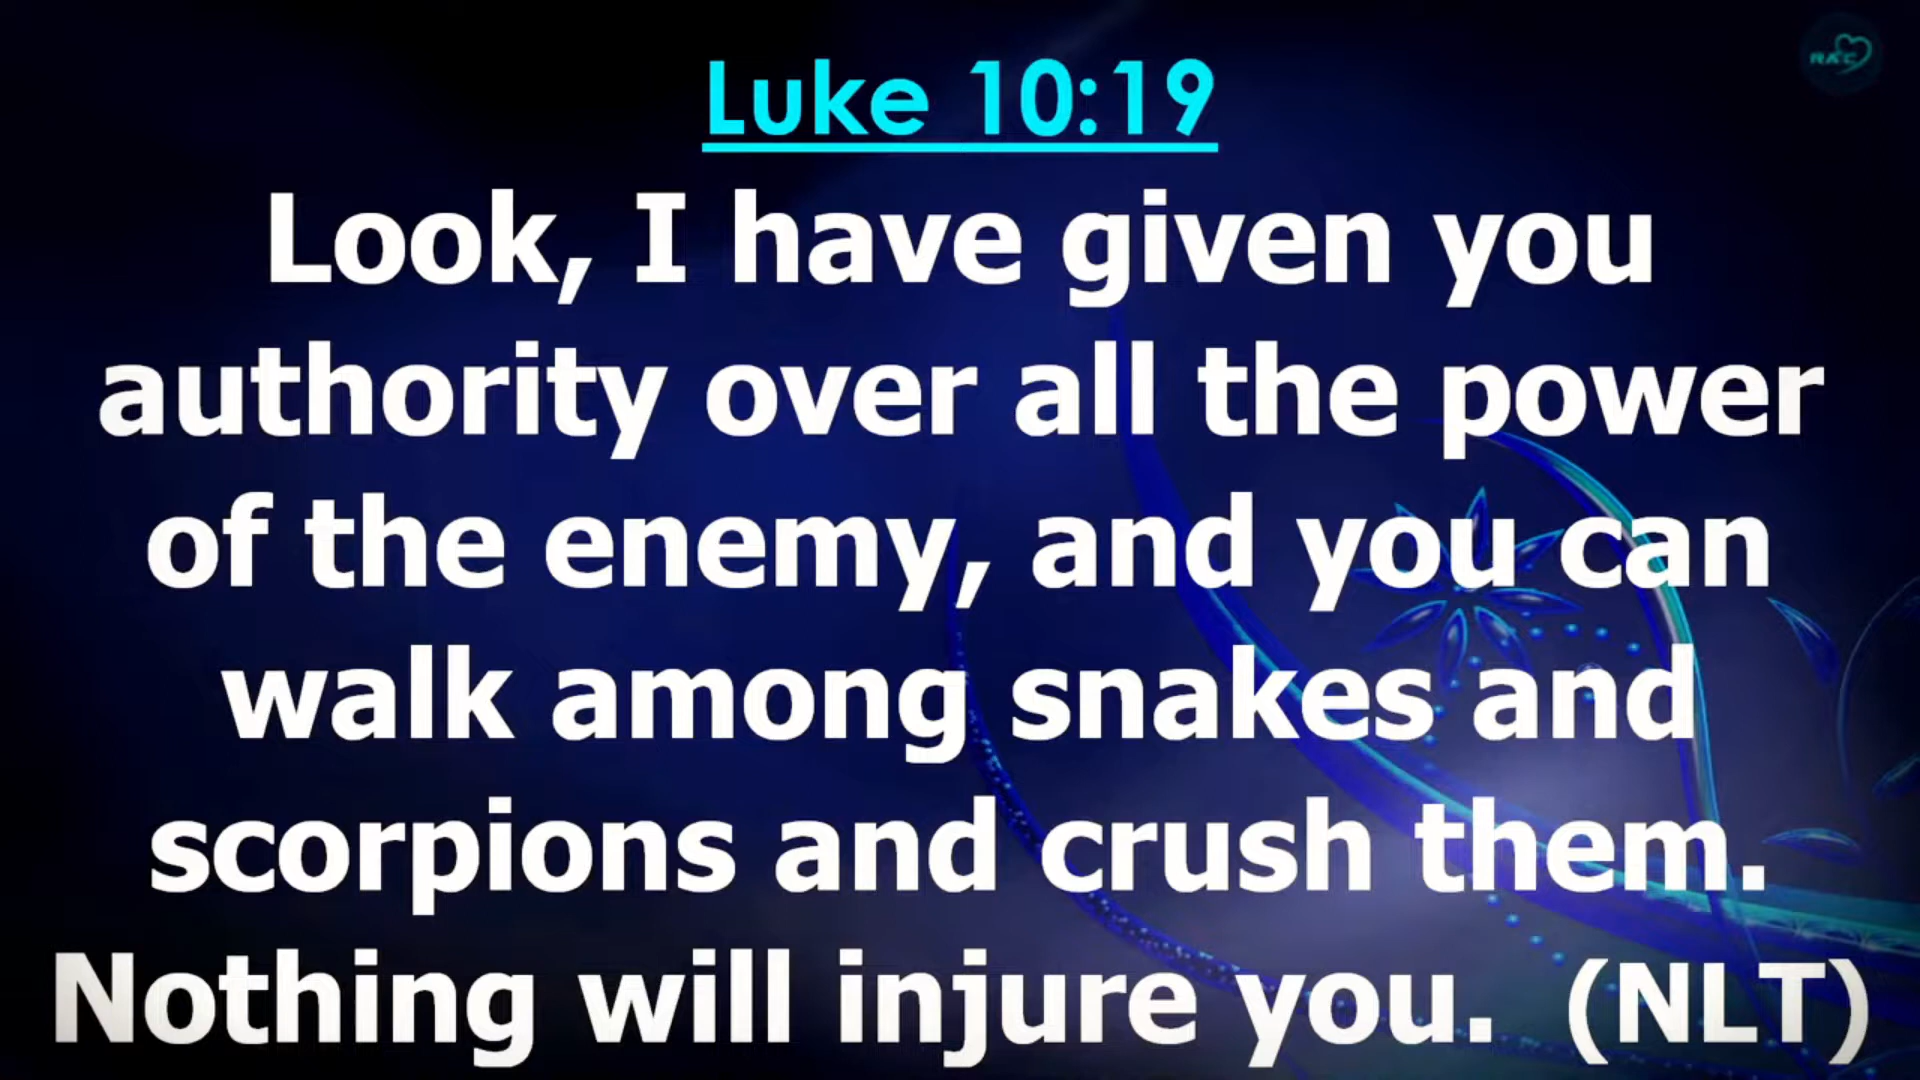 RAC
Luke 10:19
Look, I have given you
authority over all the power
of the enemy, and you can
walk among snakes and
scorpions and crush them.
Nothing will injure you. (NLT)